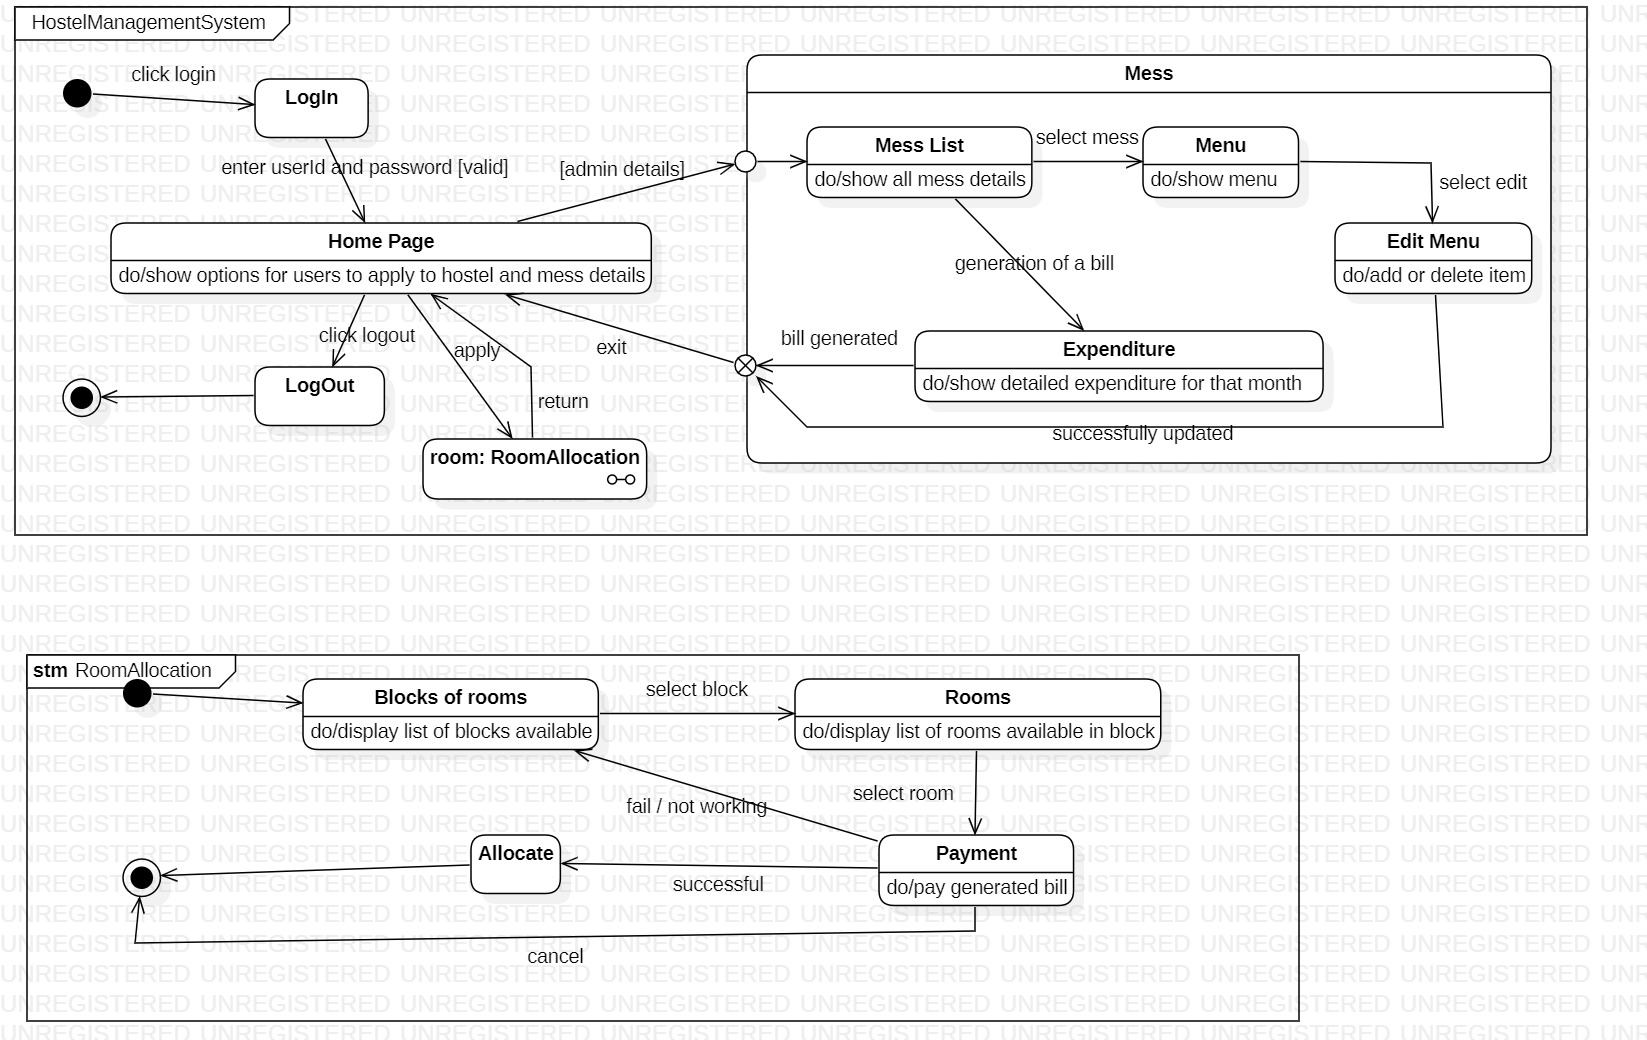 HostelManagementSystem
click login
LogIn
enter userId and password [valid]
[admin details]
Home Page
do/show options for users to apply to hostel and mess details
click logout
LogOut
apply
return
exit
room: RoomAllocation
Mess
Mess List
do/show all mess details
select mess
Menu
do/show menu
select edit
Edit Menu
do/add or delete item
generation of a bill
bill generated
Expenditure
do/show detailed expenditure for that month
successfully updated
stm RoomAllocation
Blocks of rooms
do/display list of blocks available
select block
Rooms
do/display list of rooms available in block
select room
fail / not working
Payment
do/pay generated bill
Allocate
successful
cancel
UNREGISTERED